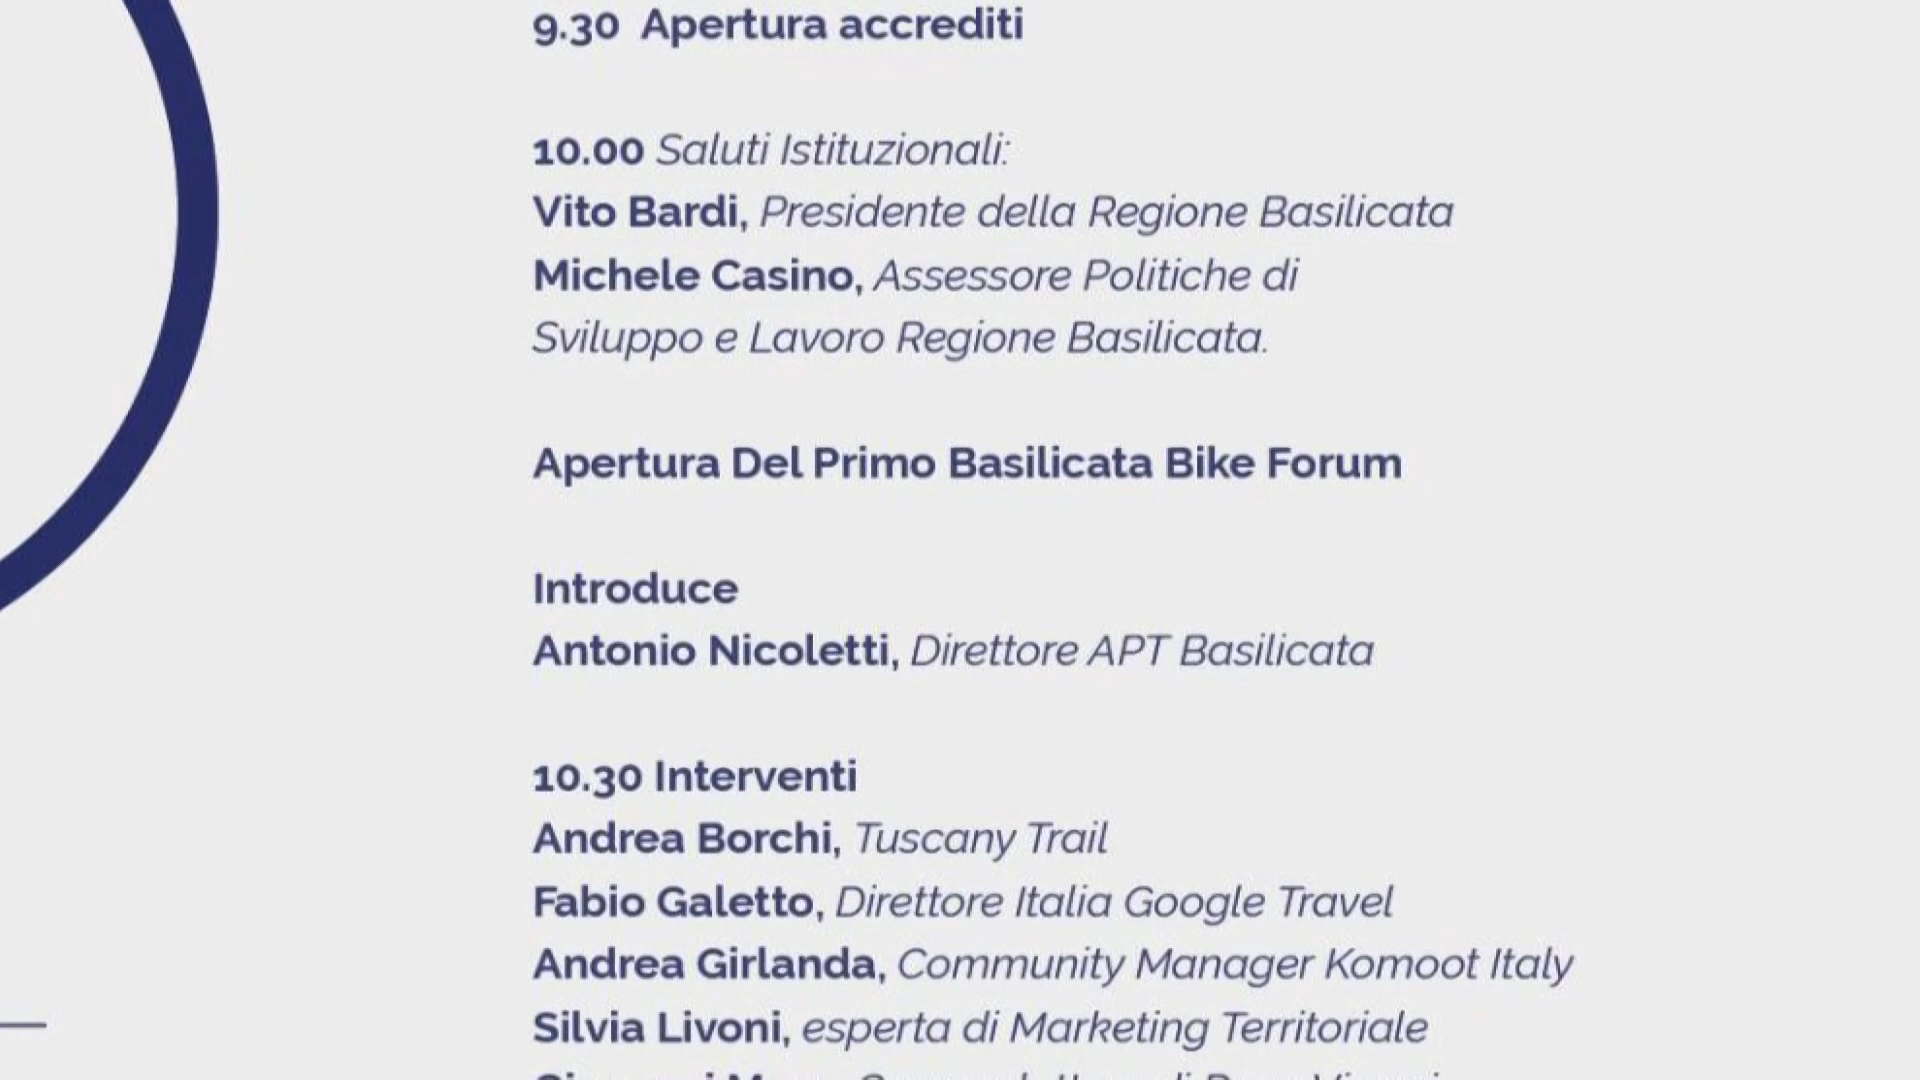 9.30 Apertura accrediti
10.00 Saluti Istituzionali:
Vito Bardi, Presidente della Regione Basilicata
Michele Casino, Assessore Politiche di
Sviluppo e Lavoro Regione Basilicata.
Apertura Del Primo Basilicata Bike Forum
Introduce
Antonio Nicoletti, Direttore APT Basilicata
10.30 Interventi
Andrea Borchi, Tuscany Trail
Fabio Galetto, Direttore Italia Google Travel
Andrea Girlanda, Community Manager Komoot Italy
Silvia Livoni, esperta di Marketing Territoriale